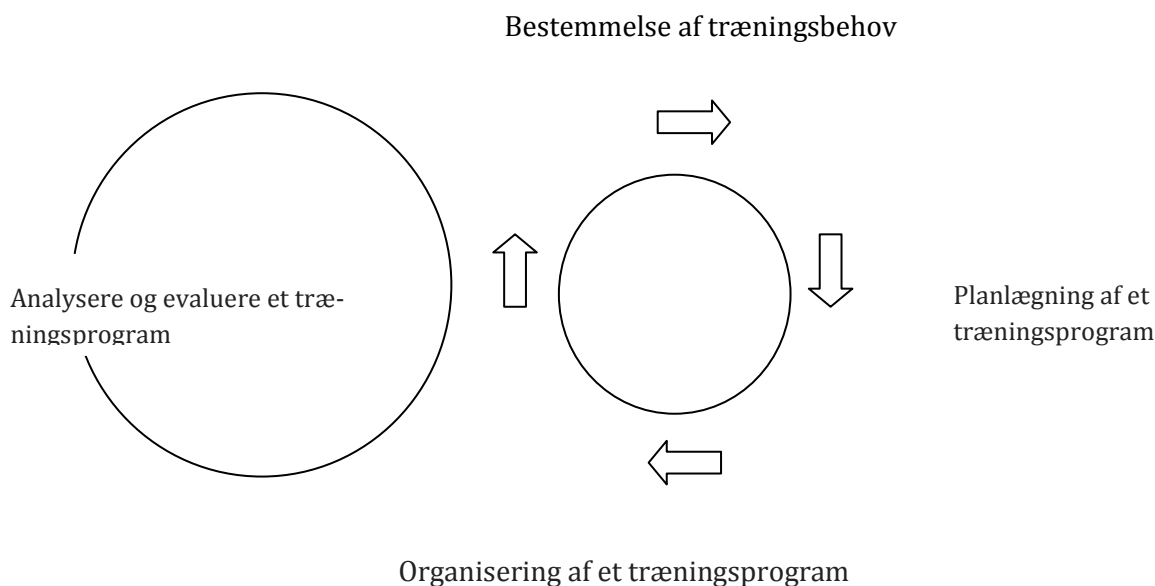 Bestemmelse af træningsbehov
Analysere og evaluere et træ-
ningsprogram
Planlægning af et
træningsprogram
Organisering af et træningsprogram